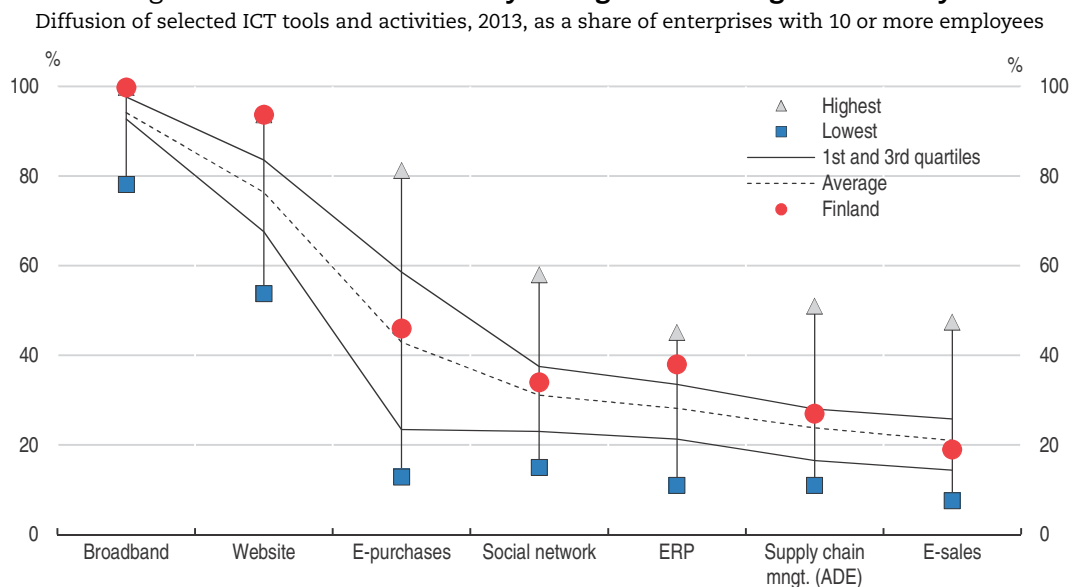 Diffusion of selected ICT tools and activities, 2013, as a share of enterprises with 10 or more employees
% %
100 100
80 80
60 60
40 40
20 20
0 0
Highest
Lowest
1st and 3rd quartiles
Average
Finland
Broadband Website E-purchases Social network ERP Supply chain E-sales
mngt. (ADE)